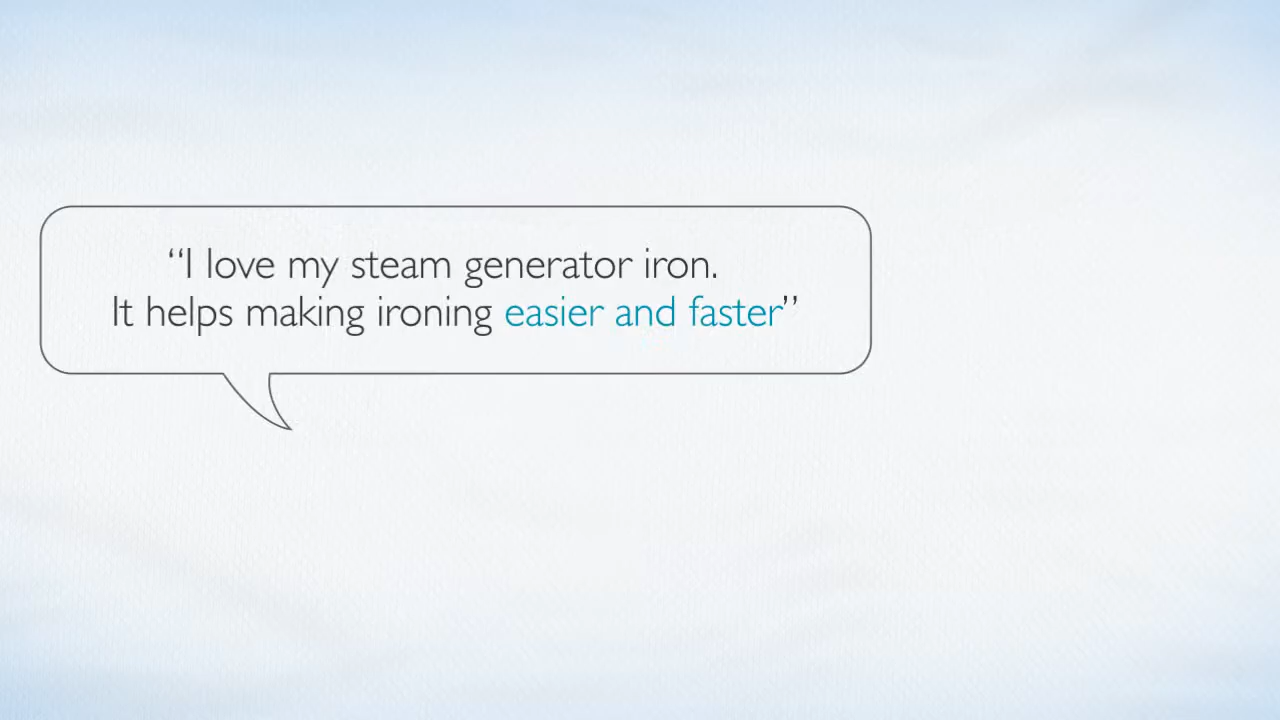 “I love my steam generator iron.
It helps making ironing easier and faster”